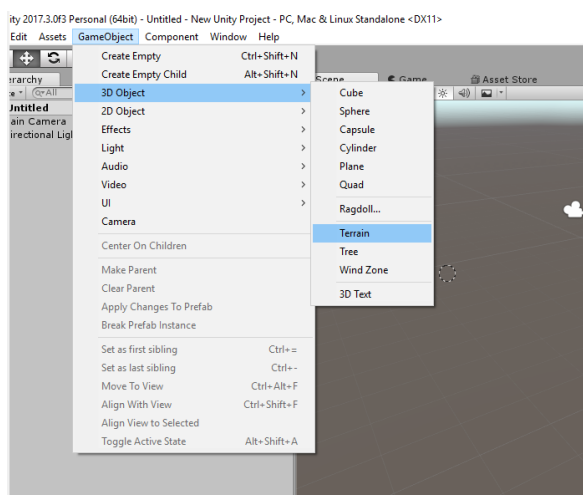 ity 2017.3.0f3 Personal (64bit) - Untitled - New Unity Project - PC, Mac & Linux Standalone <DX11>
Edit Assets GameObject Component Window Help
erarchy
Scene
Game
Asset Store
All
Untitled
ain Camera
irectional Ligh
Create Empty Ctrl+Shift+N
Create Empty Child Alt+Shift+N
3D Object >
2D Object >
Effects >
Light >
Audio >
Video >
UI >
Camera
Center On Children
Make Parent
Clear Parent
Apply Changes To Prefab
Break Prefab Instance
Set as first sibling Ctrl+=
Set as last sibling Ctrl+-
Move To View Ctrl+Alt+F
Align With View Ctrl+Shift+F
Align View to Selected
Toggle Active State Alt+Shift+A
Cube
Sphere
Capsule
Cylinder
Plane
Quad
Ragdoll...
Terrain
Tree
Wind Zone
3D Text